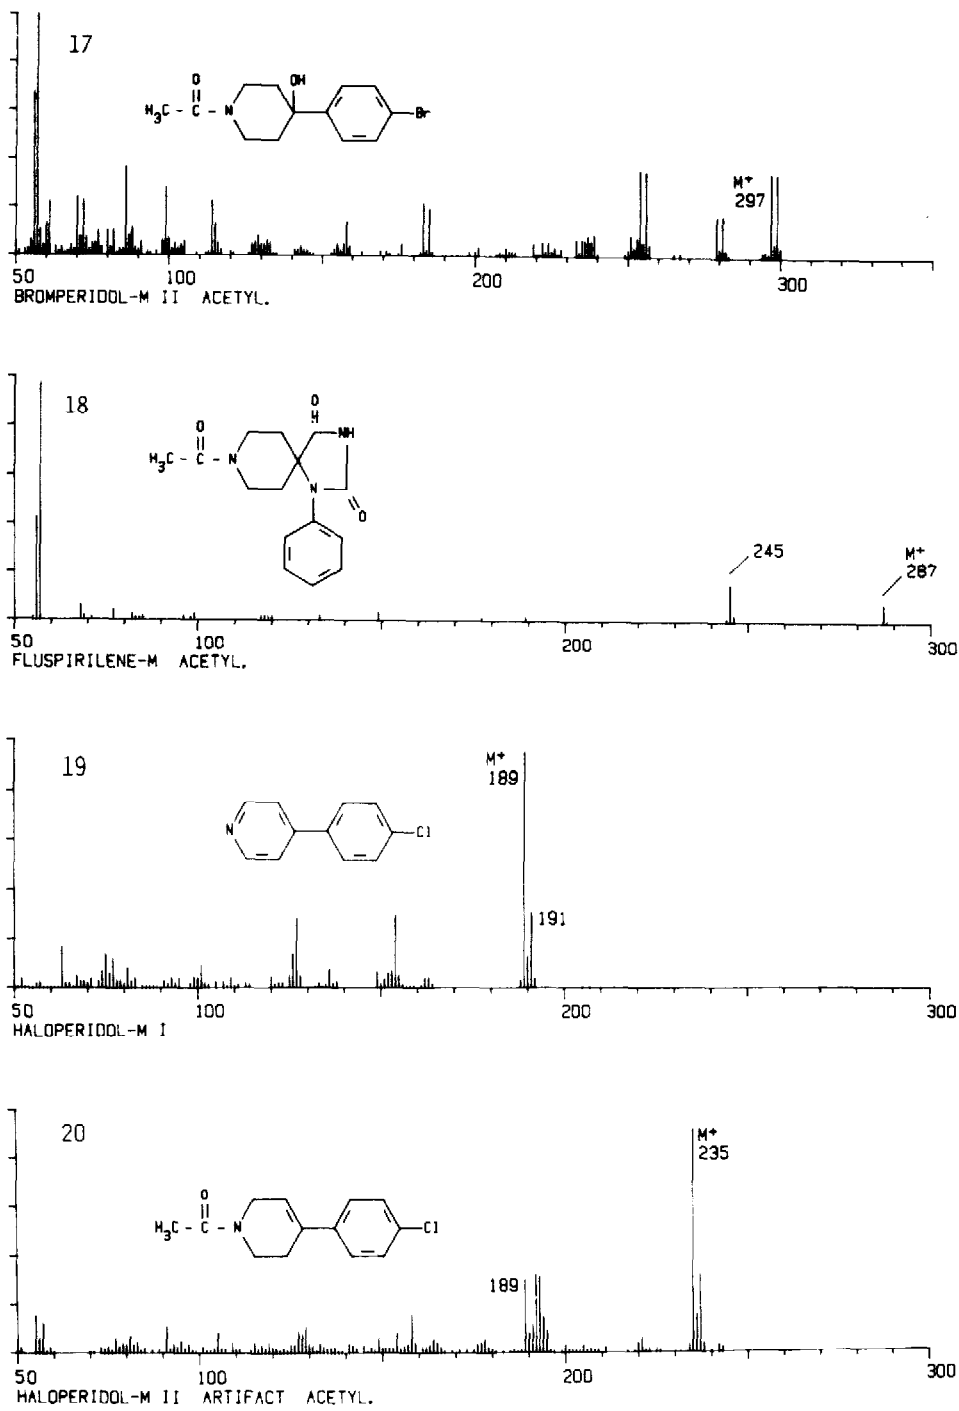 17
O
OH
H₃C - C - N
Br
M+
297
50 100 200 300
BROMPERIDOL-M II ACETYL.
18
O
H
O
NH
H₃C - C - N
N
O
245
M+
287
50 100 200 300
FLUSPIRILENE-M ACETYL.
19
M+
189
N
Cl
191
50 100 200 300
HALOPERIDOL-M I
20
M+
235
O
H₃C - C - N
Cl
189
50 100 200 300
HALOPERIDOL-M II ARTIFACT ACETYL.